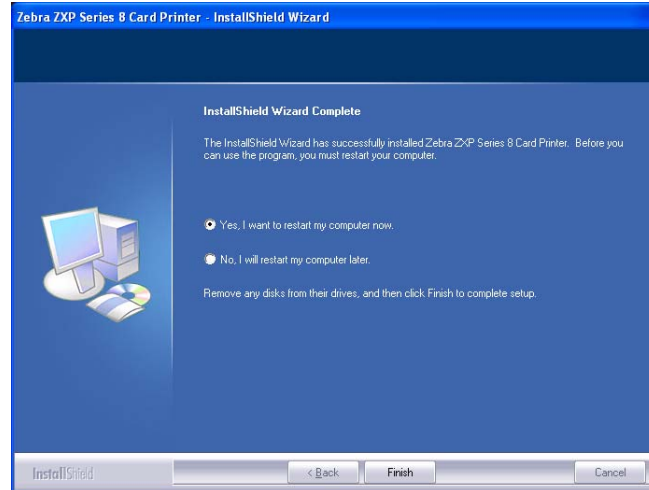 Zebra ZXP Series 8 Card Printer - InstallShield Wizard
InstallShield Wizard Complete
The InstallShield Wizard has successfully installed Zebra ZXP Series 8 Card Printer. Before you
can use the program, you must restart your computer.
Yes, I want to restart my computer now.
No, I will restart my computer later.
Remove any disks from their drives, and then click Finish to complete setup.
InstallShield
< Back
Finish
Cancel